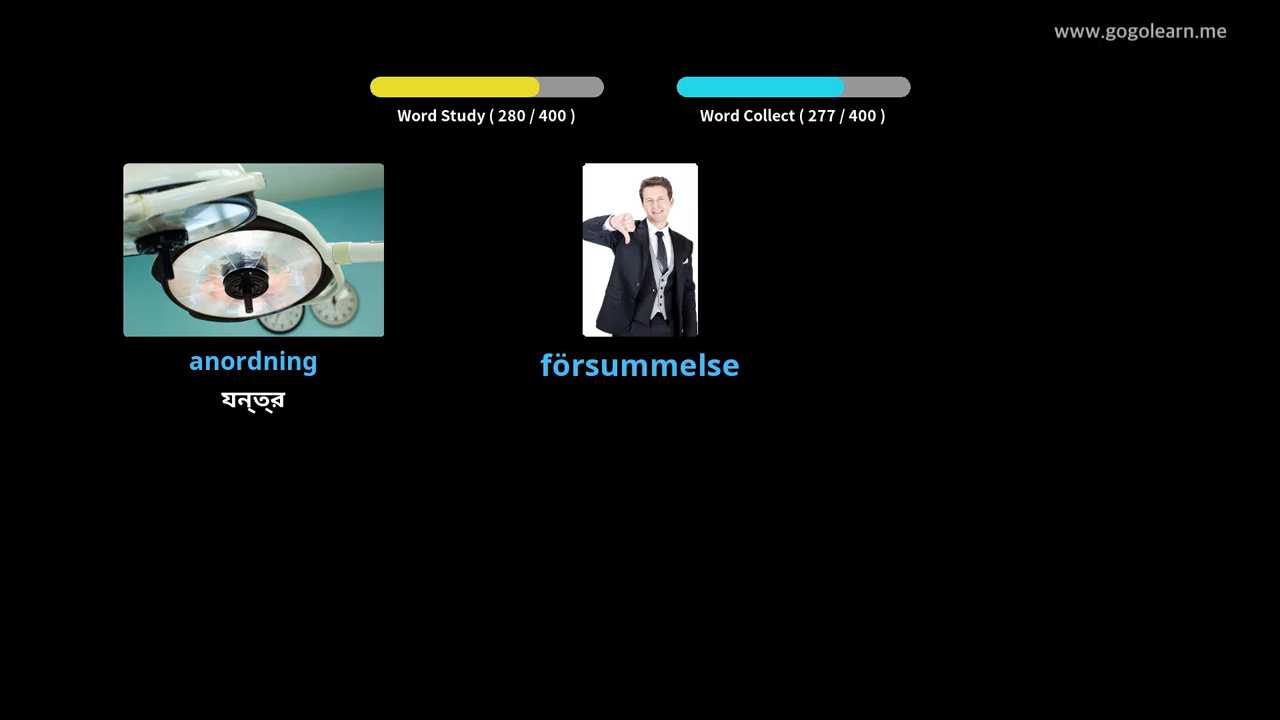 www.gogolearn.me
Word Study ( 280 / 400 )
Word Collect ( 277 / 400 )
anordning
যন্ত্র
försummelse